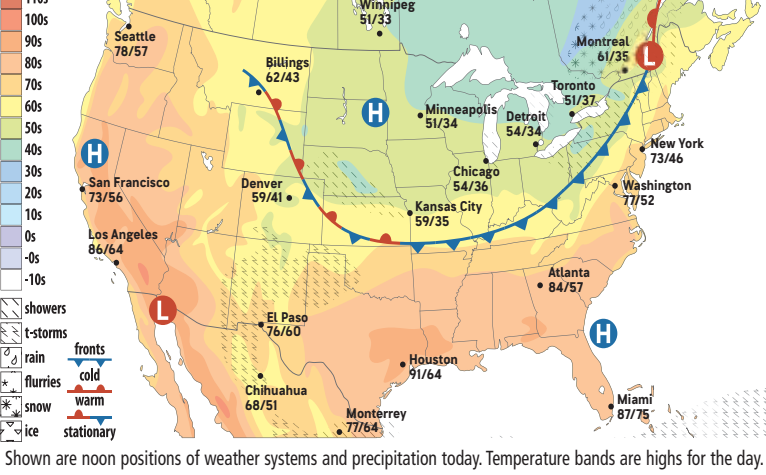 110s
100s
90s
80s
70s
60s
50s
40s
30s
20s
10s
0s
-0s
-10s
showers
t-storms
rain
flurries
snow
ice
fronts
cold
warm
stationary
Winnipeg
51/33
Seattle
78/57
Montreal
61/35
L
Billings
62/43
Toronto
51/37
H
Minneapolis
51/34
Detroit
54/34
H
New York
73/46
Chicago
54/36
San Francisco
73/56
Denver
59/41
Washington
77/52
Kansas City
59/35
Los Angeles
86/64
Atlanta
84/57
L
El Paso
76/60
H
Houston
91/64
Chihuahua
68/51
Miami
87/75
Monterrey
77/64
Shown are noon positions of weather systems and precipitation today. Temperature bands are highs for the day.